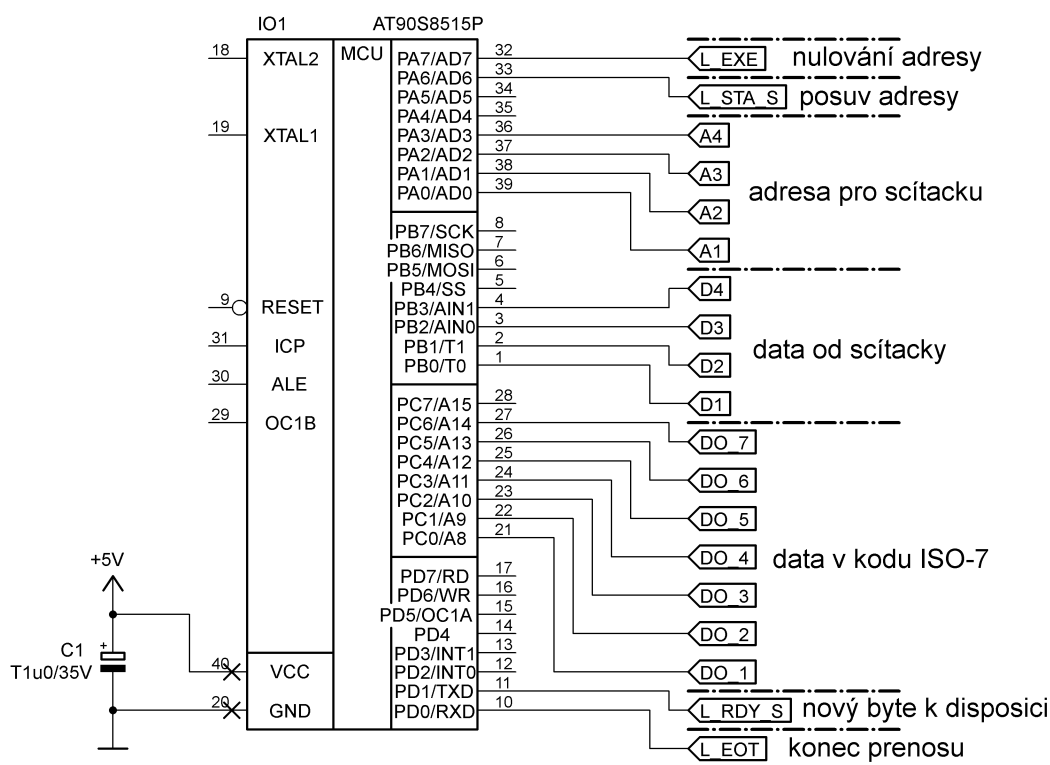 IO1 AT90S8515P
18 XTAL2 MCU PA7/AD7 32 L_EXE nulování adresy
PA6/AD6 33
PA5/AD5 34 L_STA_S posuv adresy
PA4/AD4 35
19 XTAL1 PA3/AD3 36 A4
PA2/AD2 37
PA1/AD1 38 A3
PA0/AD0 39 adresa pro scítacku
A2
PB7/SCK 8
PB6/MISO 7 A1
PB5/MOSI 6
PB4/SS 5 D4
9 RESET PB3/AIN1 4
PB2/AIN0 3 D3
31 ICP PB1/T1 2 data od scítacky
PB0/T0 1 D2
30 ALE
PC7/A15 28 D1
29 OC1B PC6/A14 27
PC5/A13 26 DO_7
PC4/A12 25
PC3/A11 24 DO_6
PC2/A10 23
PC1/A9 22 DO_5
PC0/A8 21
+5V DO_4 data v kodu ISO-7
PD7/RD 17
PD6/WR 16 DO_3
PD5/OC1A 15
PD4 14 DO_2
C1 + PD3/INT1 13
T1u0/35V 40 VCC PD2/INT0 12 DO_1
PD1/TXD 11
20 GND PD0/RXD 10 L_RDY_S nový byte k disposici
L_EOT konec prenosu